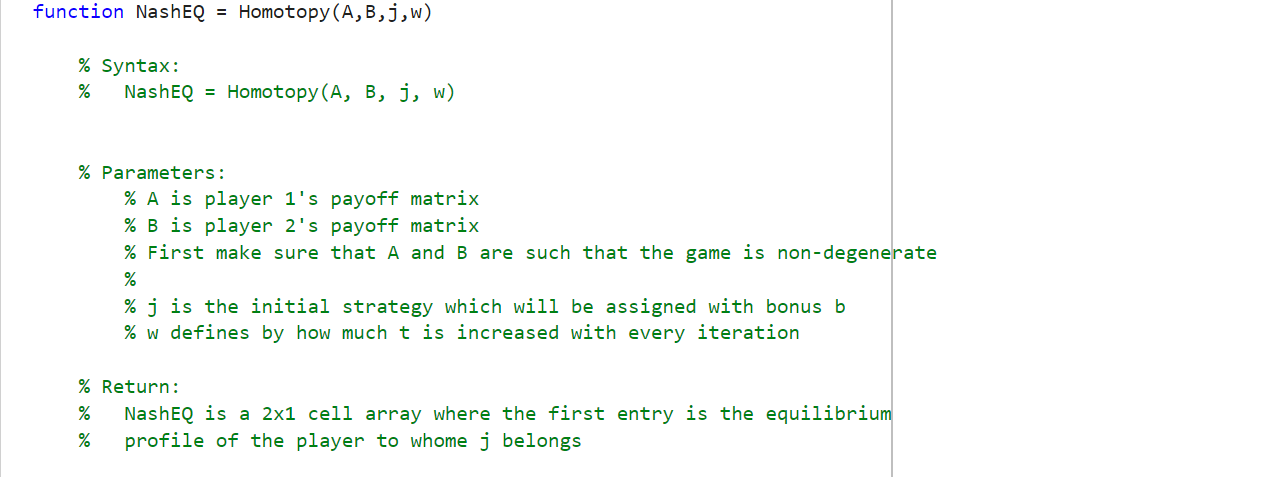 function NashEQ = Homotopy(A,B,j,w)
% Syntax:
%   NashEQ = Homotopy(A, B, j, w)
% Parameters:
% A is player 1's payoff matrix
% B is player 2's payoff matrix
% First make sure that A and B are such that the game is non-degenerate
%
% j is the initial strategy which will be assigned with bonus b
% w defines by how much t is increased with every iteration
% Return:
%   NashEQ is a 2x1 cell array where the first entry is the equilibrium
%   profile of the player to whome j belongs